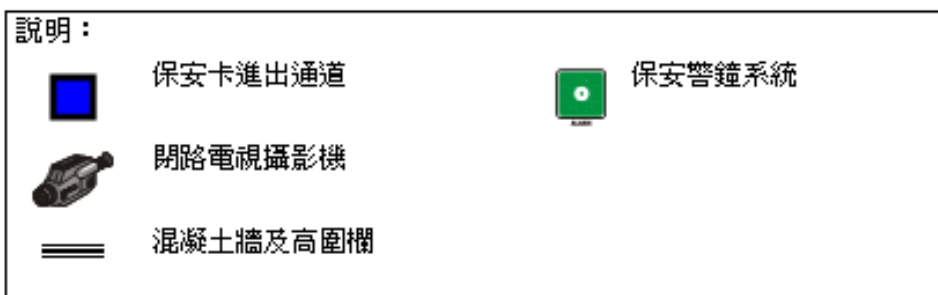 說明：
保安卡進出通道
保安警鐘系統
閉路電視攝影機
混凝土牆及高圍欄